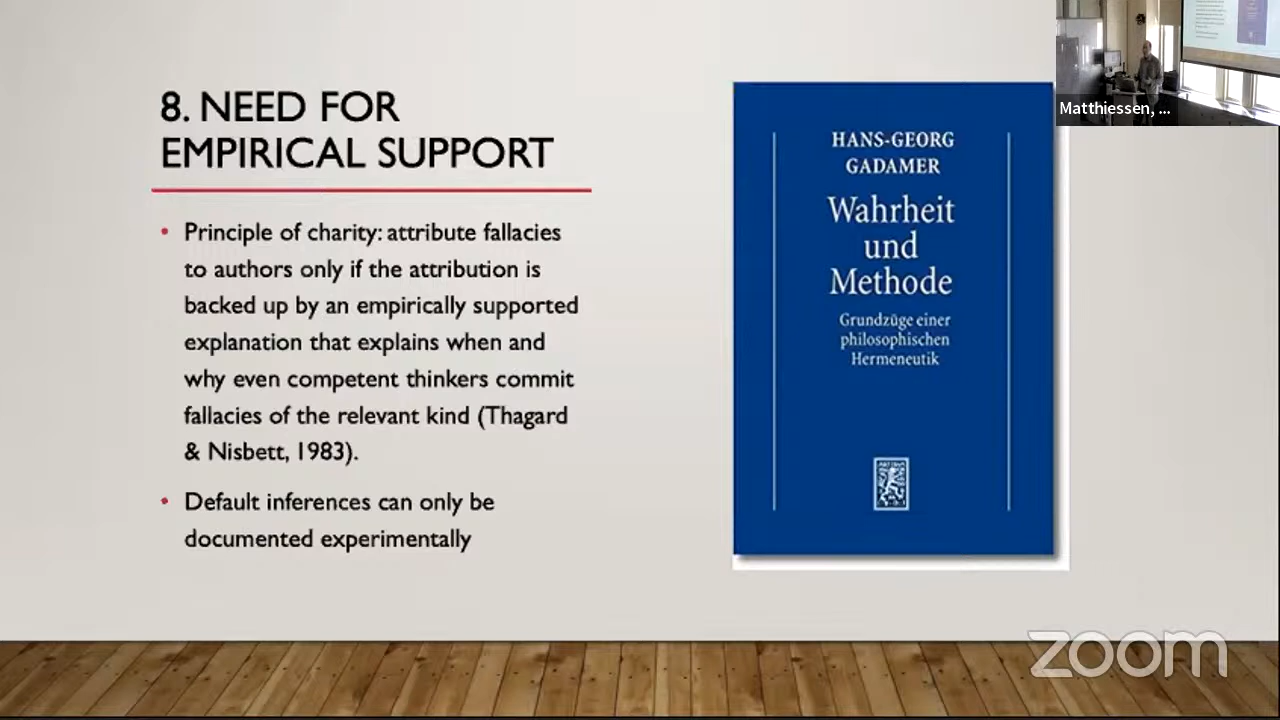 8. NEED FOR
EMPIRICAL SUPPORT
• Principle of charity: attribute fallacies
to authors only if the attribution is
backed up by an empirically supported
explanation that explains when and
why even competent thinkers commit
fallacies of the relevant kind (Thagard
& Nisbett, 1983).
• Default inferences can only be
documented experimentally
HANS-GEORG
GADAMER
Wahrheit
und
Methode
Grundzüge einer
philosophischen
Hermeneutik
Matthiessen, ...
zoom